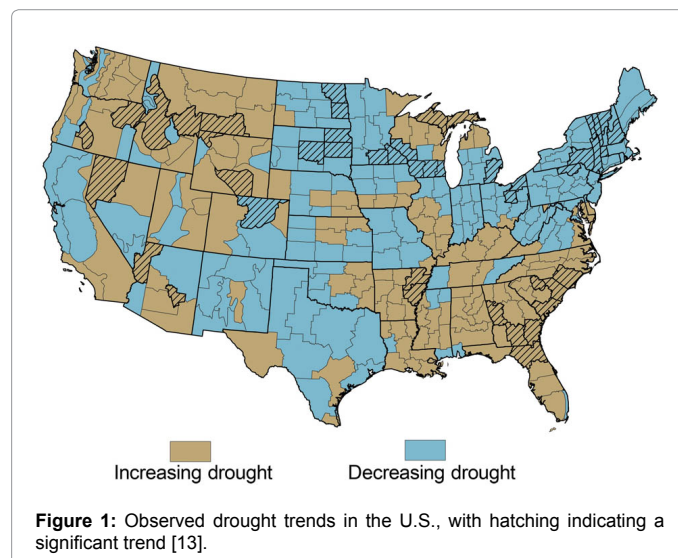 Increasing drought
Decreasing drought
Figure 1: Observed drought trends in the U.S., with hatching indicating a
significant trend [13].